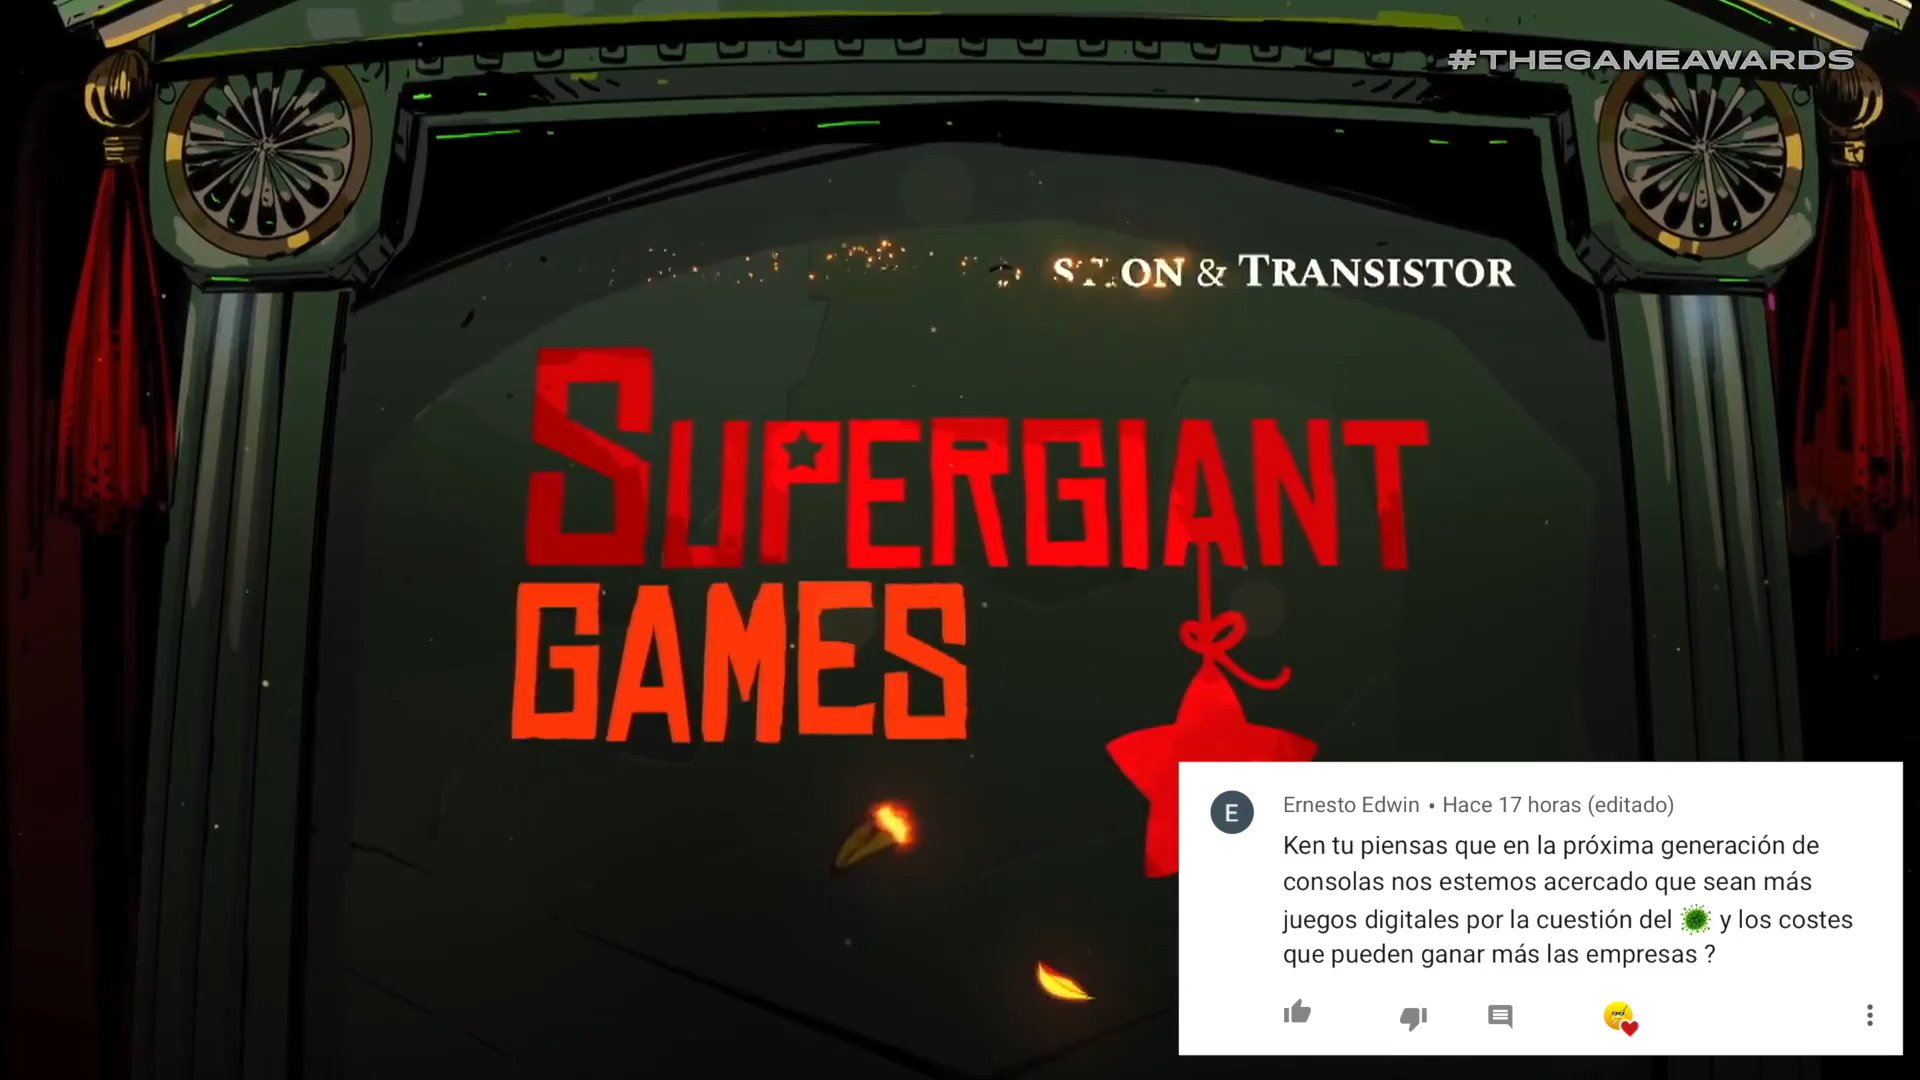 #THEGAMEAWARDS
& TRANSISTOR
SUPERGIANT
GAMES
E
Ernesto Edwin • Hace 17 horas (editado)
Ken tu piensas que en la próxima generación de
consolas nos estemos acercado que sean más
juegos digitales por la cuestión del 🦠 y los costes
que pueden ganar más las empresas ?